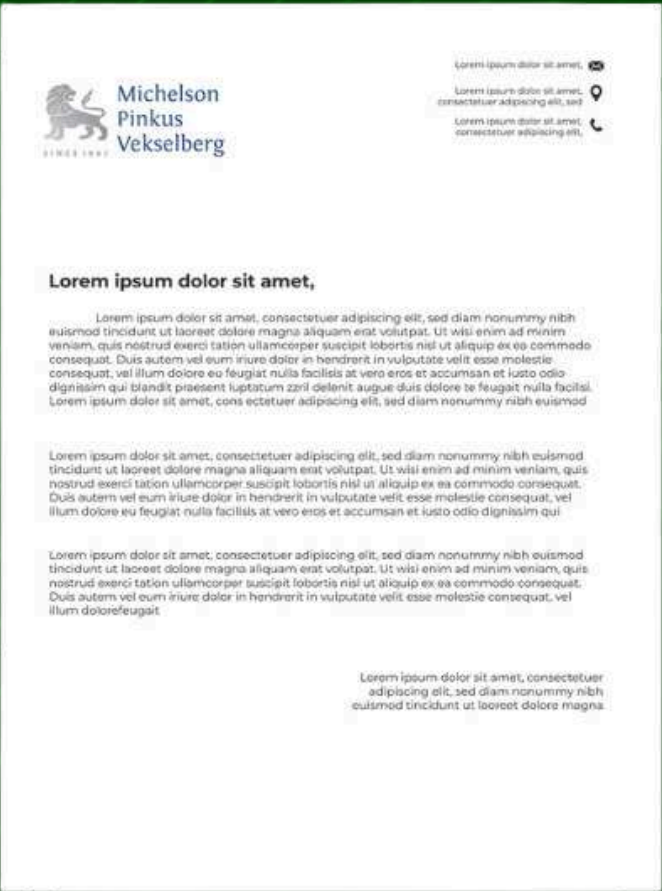 Lorem ipsum dolor sit amet,
Lorem ipsum dolor sit amet,
consectetuer adipiscing elit, sed
Lorem ipsum dolor sit amet,
consectetuer adipiscing elit,
Michelson
Pinkus
Vekselberg
SINCE
Lorem ipsum dolor sit amet,
Lorem ipsum dolor sit amet, consectetuer adipiscing elit, sed diam nonummy nibh
euismod tincidunt ut laoreet dolore magna aliquam erat volutpat. Ut wisi enim ad minim
veniam, quis nostrud exerci tation ullamcorper suscipit lobortis nisl ut aliquip ex ea commodo
consequat. Duis autem vel eum iriure dolor in hendrerit in vulputate velit esse molestie
consequat, vel illum dolore eu feugiat nulla facilisis at vero eros et accumsan et iusto odio
dignissim qui blandit praesent luptatum zzril delenit augue duis dolore te feugait nulla facilisi.
Lorem ipsum dolor sit amet, cons ectetuer adipiscing elit, sed diam nonummy nibh euismod
Lorem ipsum dolor sit amet, consectetuer adipiscing elit, sed diam nonummy nibh euismod
tincidunt ut laoreet dolore magna aliquam erat volutpat. Ut wisi enim ad minim veniam, quis
nostrud exerci tation ullamcorper suscipit lobortis nisl ut aliquip ex ea commodo consequat.
Duis autem vel eum iriure dolor in hendrerit in vulputate velit esse molestie consequat, vel
illum dolore eu feugiat nulla facilisis at vero eros et accumsan et iusto odio dignissim qui
Lorem ipsum dolor sit amet, consectetuer adipiscing elit, sed diam nonummy nibh euismod
tincidunt ut laoreet dolore magna aliquam erat volutpat. Ut wisi enim ad minim veniam, quis
nostrud exerci tation ullamcorper suscipit lobortis nisl ut aliquip ex ea commodo consequat.
Duis autem vel eum iriure dolor in hendrerit in vulputate velit esse molestie consequat, vel
illum dolorefeugait
Lorem ipsum dolor sit amet, consectetuer
adipiscing elit, sed diam nonummy nibh
euismod tincidunt ut laoreet dolore magna